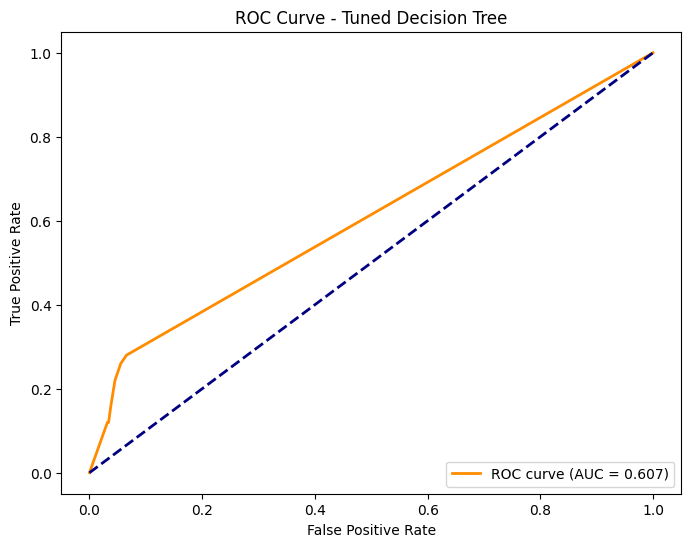 ROC Curve - Tuned Decision Tree
True Positive Rate
1.0
0.8
0.6
0.4
0.2
0.0
ROC curve (AUC = 0.607)
0.0 0.2 0.4 0.6 0.8 1.0
False Positive Rate